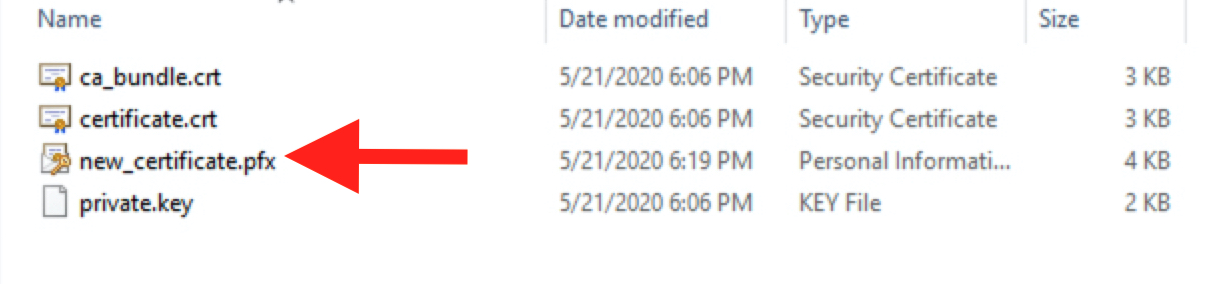 Name Date modified Type Size
ca_bundle.crt 5/21/2020 6:06 PM Security Certificate 3 KB
certificate.crt 5/21/2020 6:06 PM Security Certificate 3 KB
new_certificate.pfx 5/21/2020 6:19 PM Personal Informati... 4 KB
private.key 5/21/2020 6:06 PM KEY File 2 KB